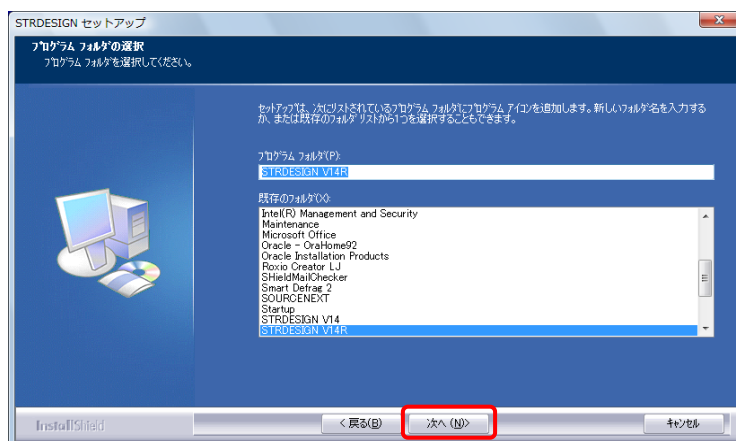 STRDESIGN セットアップ
プログラム フォルダの選択
プログラム フォルダを選択してください。
セットアップは、次にリストされているプログラム フォルダにプログラム アイコンを追加します。新しいフォルダ名を入力する
か、または既存のフォルダ リストから1つを選択することもできます。
プログラム フォルダ(P):
STRDESIGN V14R
既存のフォルダ(X):
Intel(R) Management and Security
Maintenance
Microsoft Office
Oracle - OraHome92
Oracle Installation Products
Roxio Creator LJ
SHieldMailChecker
Smart Defrag 2
SOURCENEXT
Startup
STRDESIGN V14
STRDESIGN V14R
InstallShield
< 戻る(B)
次へ (N)>
キャンセル